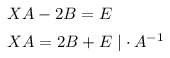 XA − 2B = E
XA = 2B + E | · A⁻¹